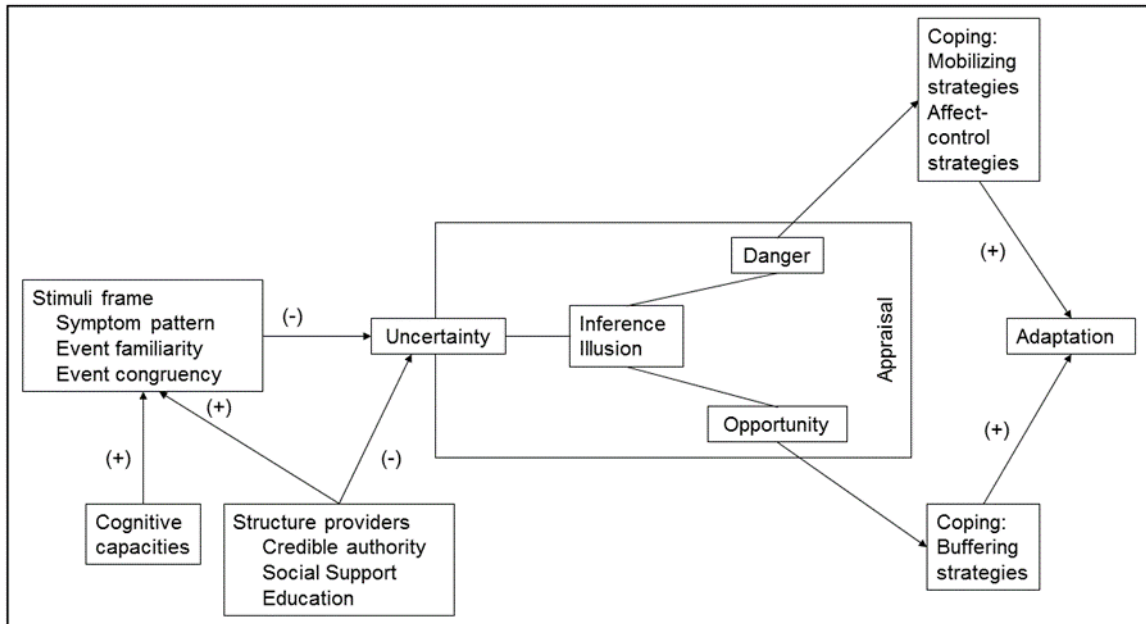 Coping:
Mobilizing
strategies
Affect-
control
strategies
(+)
Danger
Stimuli frame
Symptom pattern
Event familiarity
Event congruency
(-)
Uncertainty
Inference
Illusion
Appraisal
Adaptation
(+)
(+)
(-)
Opportunity
(+)
Cognitive
capacities
Structure providers
Credible authority
Social Support
Education
Coping:
Buffering
strategies